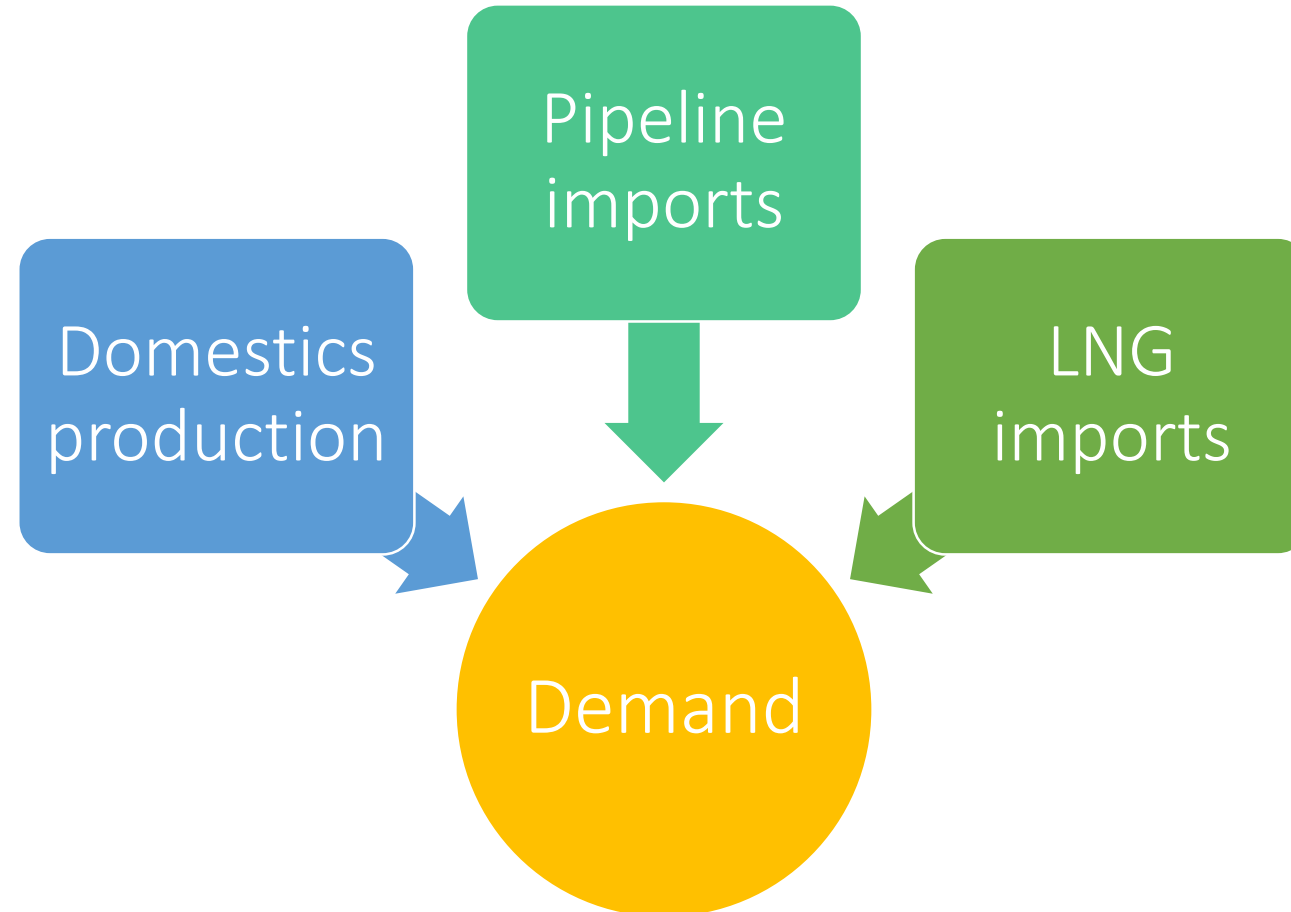 Pipeline
imports
Domestics
production
LNG
imports
Demand